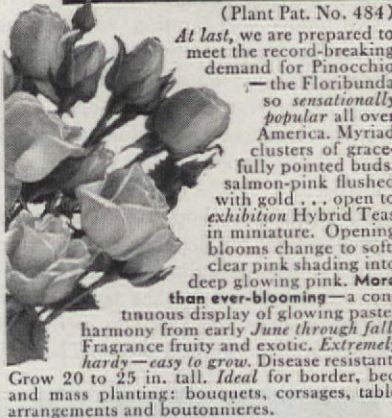 (Plant Pat. No. 484)
At last, we are prepared to
meet the record-breaking
demand for Pinocchio
—the Floribunda
so sensationally
popular all over
America. Myriad
clusters of grace-
fully pointed buds,
salmon-pink flushed
with gold . . . open to
exhibition Hybrid Teas
in miniature. Opening
blooms change to soft
clear pink shading into
deep glowing pink. More
than ever-blooming—a con
tinuous display of glowing paste
harmony from early June through fall
Fragrance fruity and exotic. Extremel
hardy—easy to grow. Disease resistant
Grow 20 to 25 in. tall. Ideal for border, bed
and mass planting: bouquets, corsages, tabl
arrangements and boutonnieres.